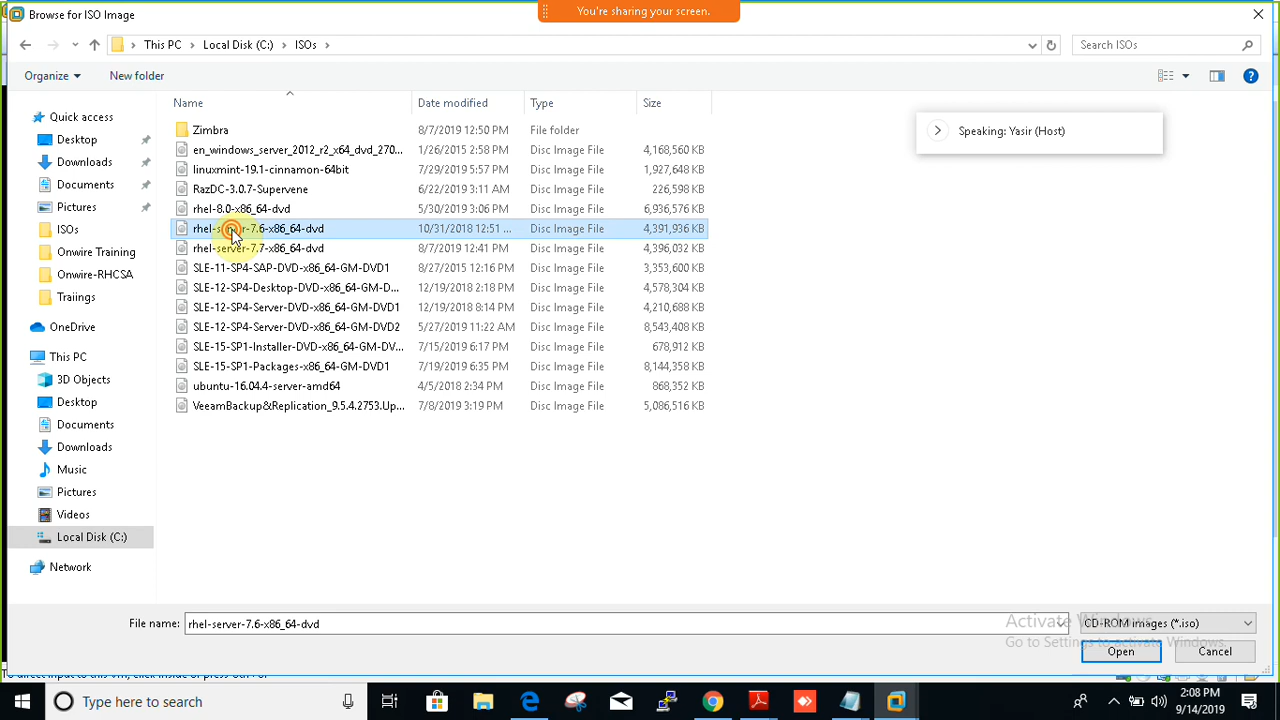 Browse for ISO Image
You're sharing your screen.
This PC
Local Disk (C:)
ISOs
Search ISOs
Organize
New folder
Name
Date modified
Type
Size
Quick access
Desktop
Downloads
Documents
Pictures
ISOs
Onwire Training
Onwire-RHCSA
Traiings
OneDrive
This PC
3D Objects
Desktop
Documents
Downloads
Music
Pictures
Videos
Local Disk (C:)
Network
Zimbra 8/7/2019 12:50 PM File folder
en_windows_server_2012_r2_x64_dvd_270... 1/26/2015 2:58 PM Disc Image File 4,168,560 KB
linuxmint-19.1-cinnamon-64bit 7/29/2019 5:57 PM Disc Image File 1,927,648 KB
RazDC-3.0.7-Supervene 6/22/2019 3:11 AM Disc Image File 226,598 KB
rhel-8.0-x86_64-dvd 5/30/2019 3:06 PM Disc Image File 6,936,576 KB
rhel-server-7.6-x86_64-dvd 10/31/2018 12:51 ... Disc Image File 4,391,936 KB
rhel-server-7.7-x86_64-dvd 8/7/2019 12:41 PM Disc Image File 4,396,032 KB
SLE-11-SP4-SAP-DVD-x86_64-GM-DVD1 8/27/2015 12:16 PM Disc Image File 3,353,600 KB
SLE-12-SP4-Desktop-DVD-x86_64-GM-D... 12/19/2018 2:18 PM Disc Image File 4,578,304 KB
SLE-12-SP4-Server-DVD-x86_64-GM-DVD1 12/19/2018 8:14 PM Disc Image File 4,210,688 KB
SLE-12-SP4-Server-DVD-x86_64-GM-DVD2 5/27/2019 11:22 AM Disc Image File 8,543,408 KB
SLE-15-SP1-Installer-DVD-x86_64-GM-DV... 7/15/2019 6:17 PM Disc Image File 678,912 KB
SLE-15-SP1-Packages-x86_64-GM-DVD1 7/19/2019 6:35 PM Disc Image File 8,144,358 KB
ubuntu-16.04.4-server-amd64 4/5/2018 2:34 PM Disc Image File 868,352 KB
VeeamBackup&Replication_9.5.4.2753.Up... 7/8/2019 3:19 PM Disc Image File 5,086,516 KB
Speaking: Yasir (Host)
File name: rhel-server-7.6-x86_64-dvd
CD-ROM images (*.iso)
Activate Windows
Go to Settings to activate Windows.
Open
Cancel
To direct input to this VM, click inside or press Ctrl+G.
Type here to search
2:08 PM
9/14/2019